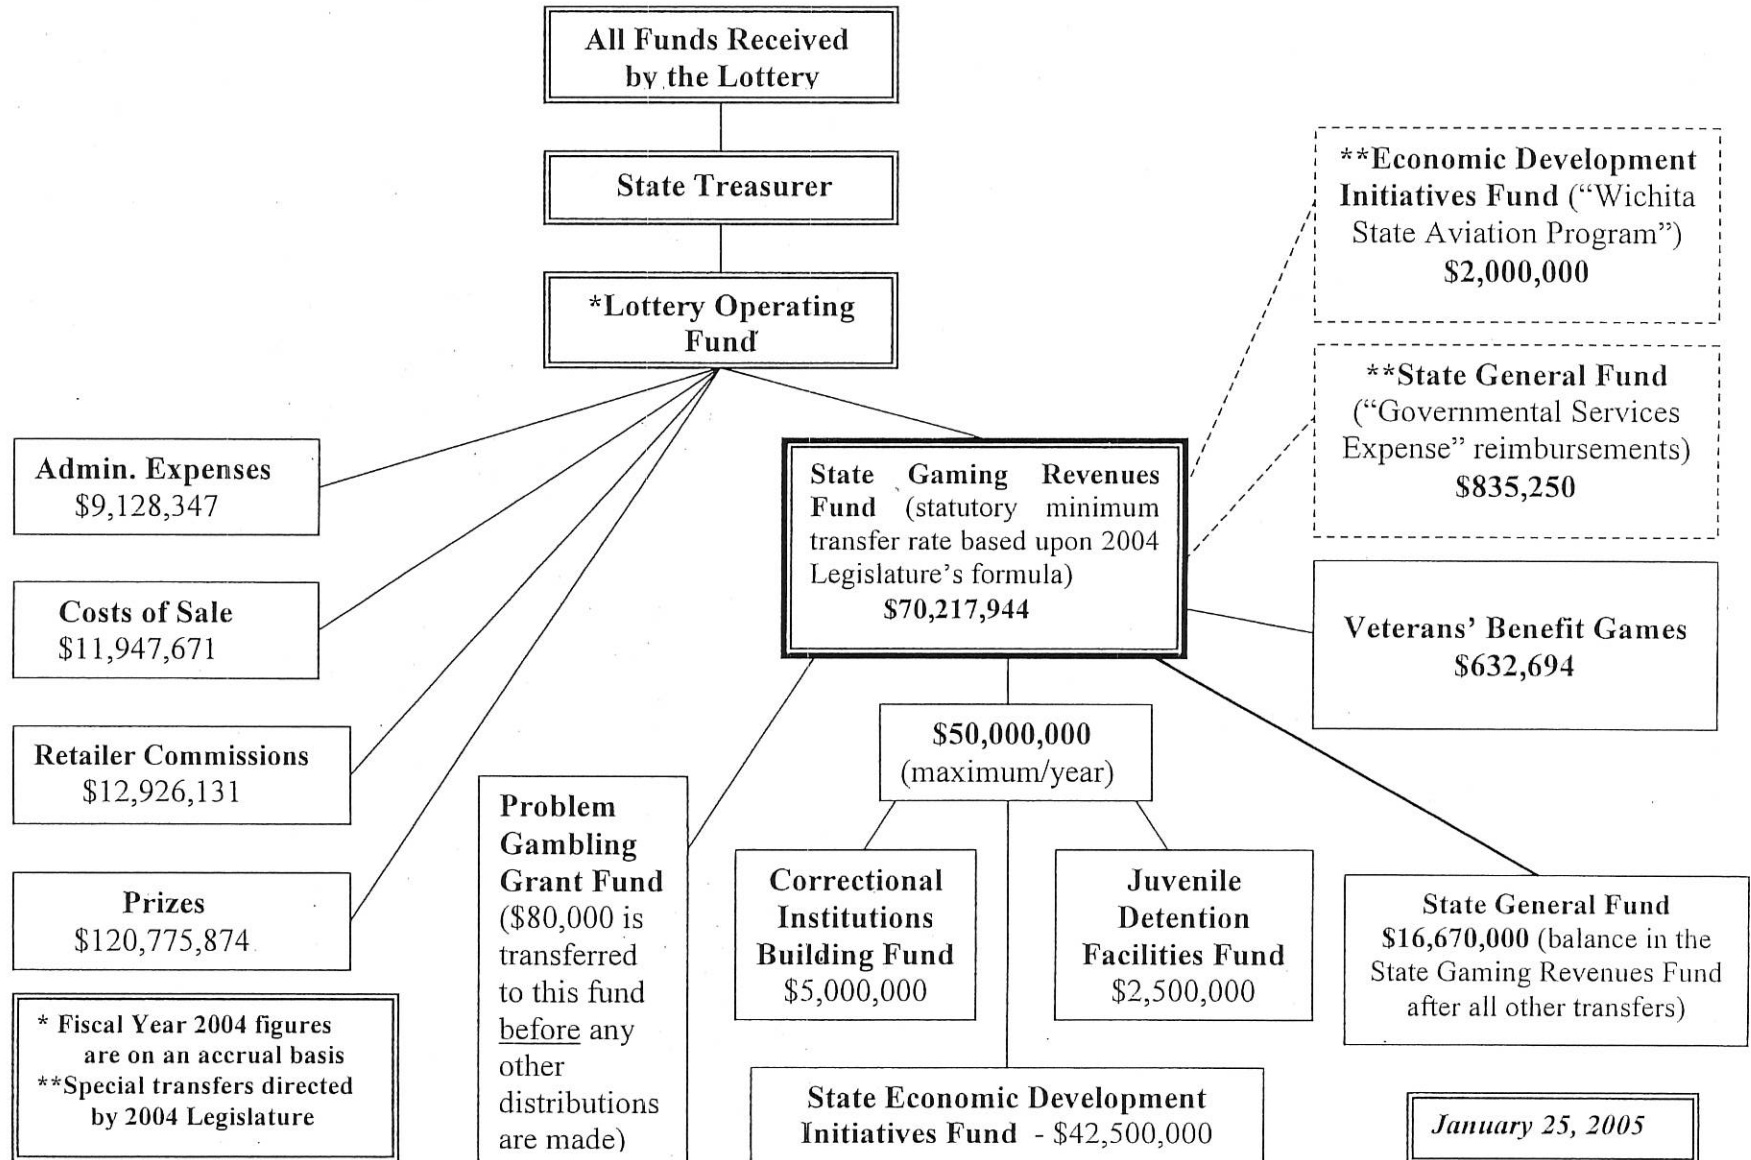 All Funds Received
by the Lottery
State Treasurer
*Lottery Operating
Fund
**Economic Development
Initiatives Fund (“Wichita
State Aviation Program”)
$2,000,000
**State General Fund
(“Governmental Services
Expense” reimbursements)
$835,250
Admin. Expenses
$9,128,347
State Gaming Revenues
Fund (statutory minimum
transfer rate based upon 2004
Legislature’s formula)
$70,217,944
Costs of Sale
$11,947,671
Veterans’ Benefit Games
$632,694
Retailer Commissions
$12,926,131
$50,000,000
(maximum/year)
Prizes
$120,775,874
Problem
Gambling
Grant Fund
($80,000 is
transferred
to this fund
before any
other
distributions
are made)
Correctional
Institutions
Building Fund
$5,000,000
Juvenile
Detention
Facilities Fund
$2,500,000
State General Fund
$16,670,000 (balance in the
State Gaming Revenues Fund
after all other transfers)
* Fiscal Year 2004 figures
are on an accrual basis
**Special transfers directed
by 2004 Legislature
State Economic Development
Initiatives Fund - $42,500,000
January 25, 2005